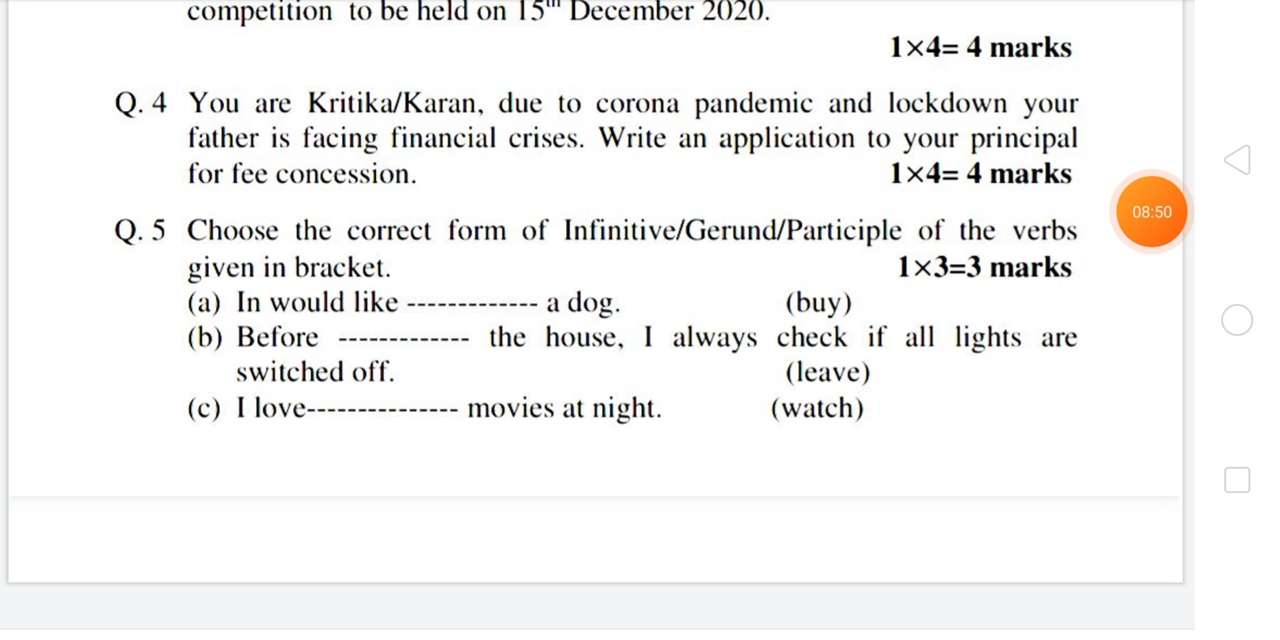 competition to be held on 15th December 2020.
1×4= 4 marks
Q. 4 You are Kritika/Karan, due to corona pandemic and lockdown your
father is facing financial crises. Write an application to your principal
for fee concession. 1×4= 4 marks
08:50
Q. 5 Choose the correct form of Infinitive/Gerund/Participle of the verbs
given in bracket. 1×3=3 marks
(a) In would like ------------- a dog. (buy)
(b) Before ------------- the house, I always check if all lights are
switched off. (leave)
(c) I love--------------- movies at night. (watch)